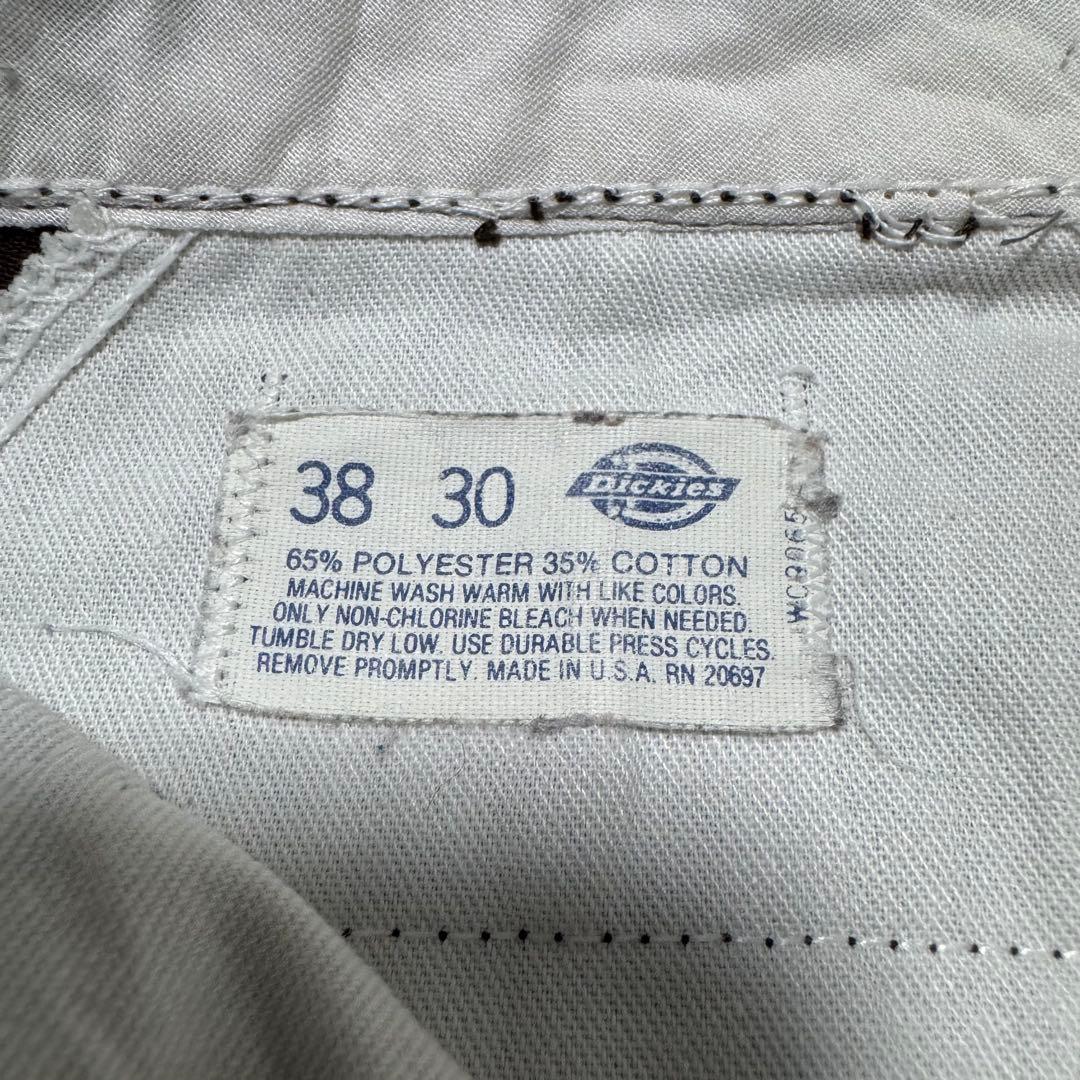 38 30
Dickies
65% POLYESTER 35% COTTON
MACHINE WASH WARM WITH LIKE COLORS.
ONLY NON-CHLORINE BLEACH WHEN NEEDED.
TUMBLE DRY LOW. USE DURABLE PRESS CYCLES.
REMOVE PROMPTLY. MADE IN U.S.A. RN 20697